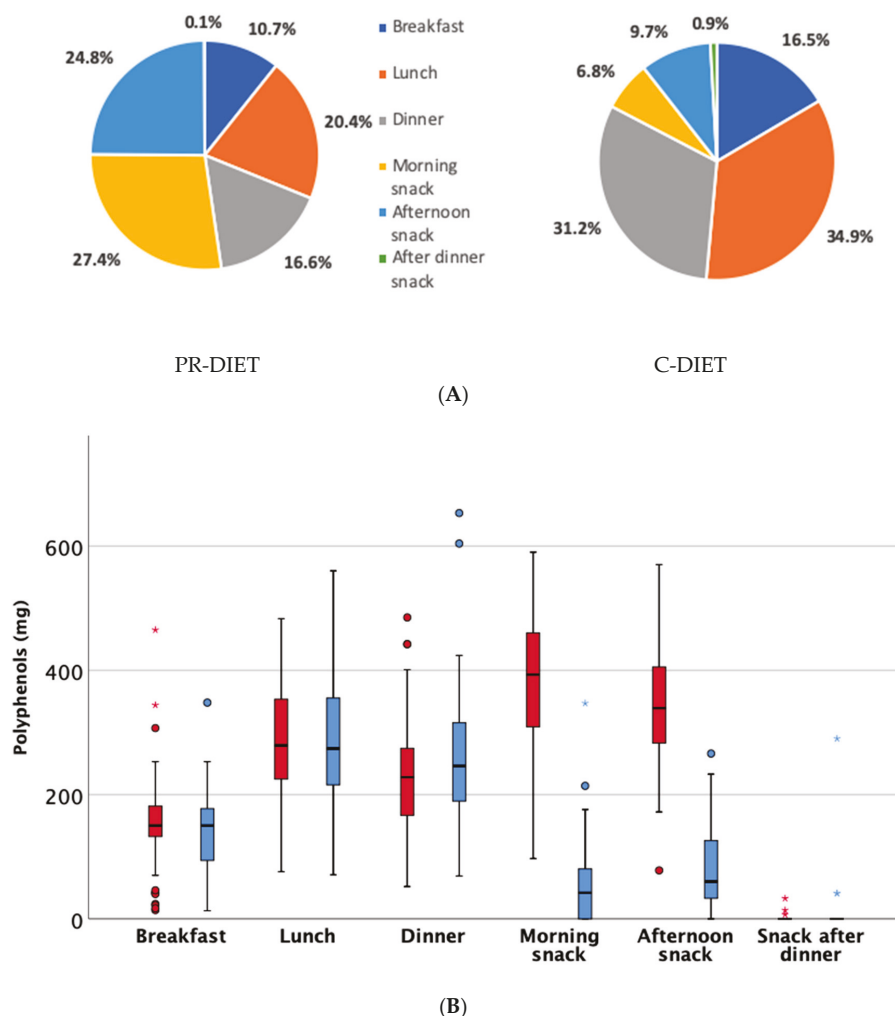 0.1%
10.7%
24.8%
20.4%
27.4%
16.6%
Breakfast
Lunch
Dinner
Morning
snack
Afternoon
snack
After dinner
snack
0.9%
9.7%
16.5%
6.8%
31.2%
34.9%
PR-DIET
C-DIET
(A)
Polyphenols (mg)
600
400
200
0
Breakfast
Lunch
Dinner
Morning
snack
Afternoon
snack
Snack after
dinner
(B)